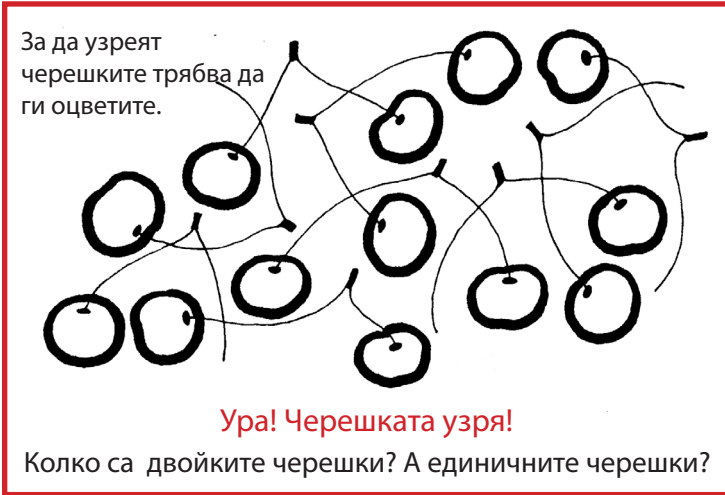 За да узреят
черешките трябва да
ги оцветите.
Ура! Черешката узря!
Колко са двойките черешки? А единичните черешки?